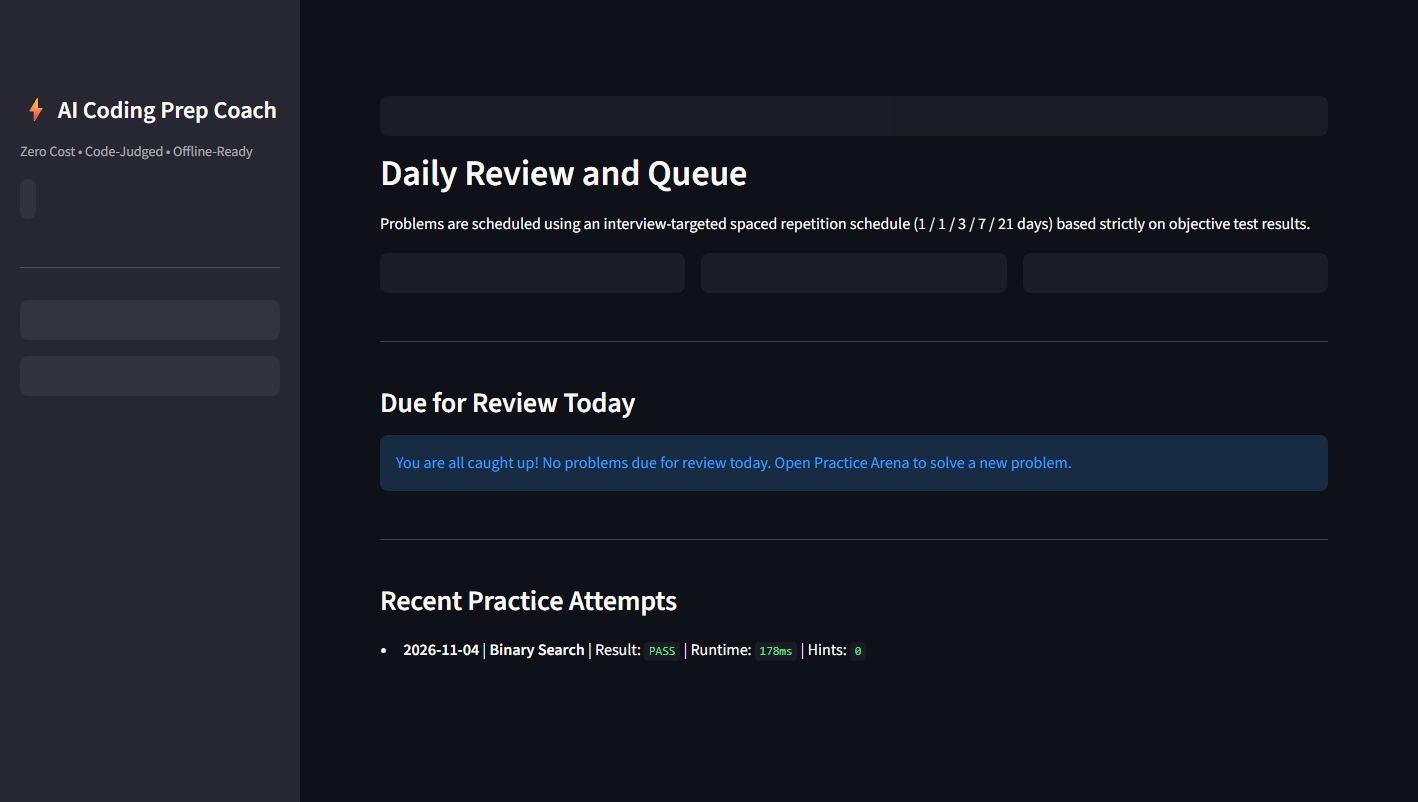 AI Coding Prep Coach
Zero Cost • Code-Judged • Offline-Ready
Daily Review and Queue
Problems are scheduled using an interview-targeted spaced repetition schedule (1 / 1 / 3 / 7 / 21 days) based strictly on objective test results.
Due for Review Today
You are all caught up! No problems due for review today. Open Practice Arena to solve a new problem.
Recent Practice Attempts
• 2026-11-04 | Binary Search | Result: PASS | Runtime: 178ms | Hints: 0